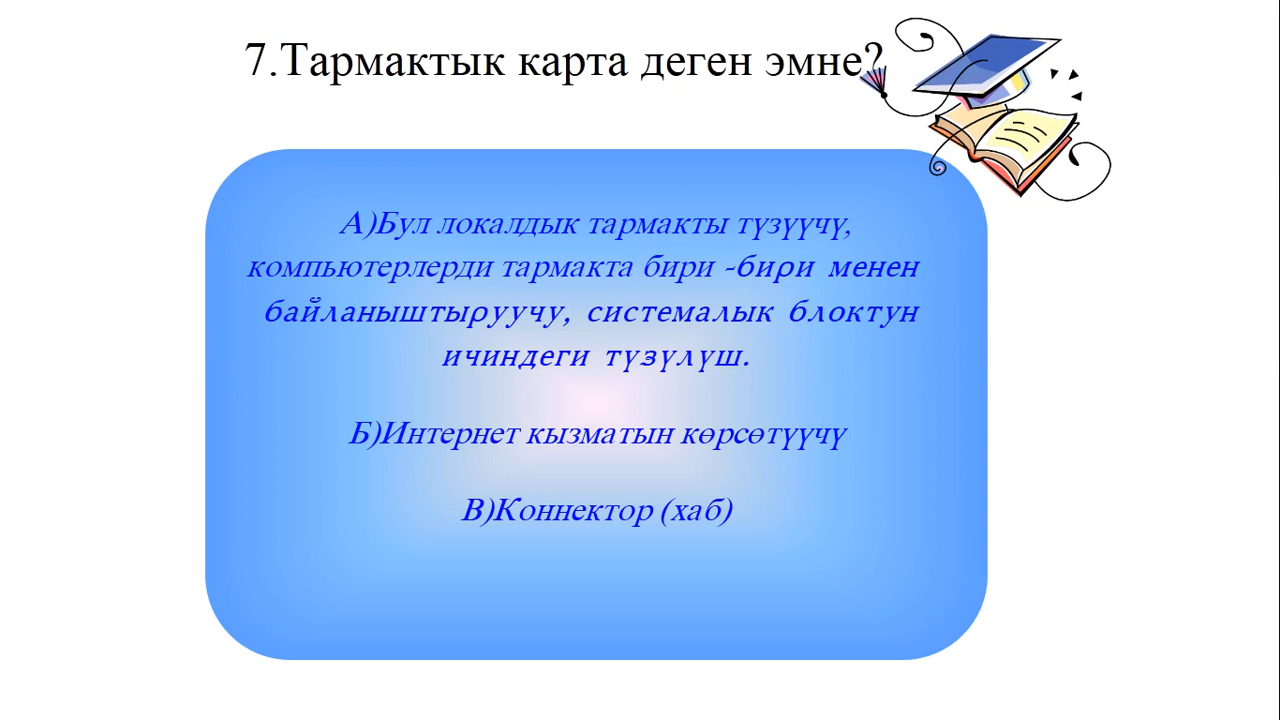 7.Тармактык карта деген эмне?
А)Бул локалдык тармакты түзүүчү,
компьютерлерди тармакта бири -бири менен
байланыштыруучу, системалык блоктун
ичиндеги түзүлүш.
Б)Интернет кызматын көрсөтүүчү
В)Коннектор (хаб)